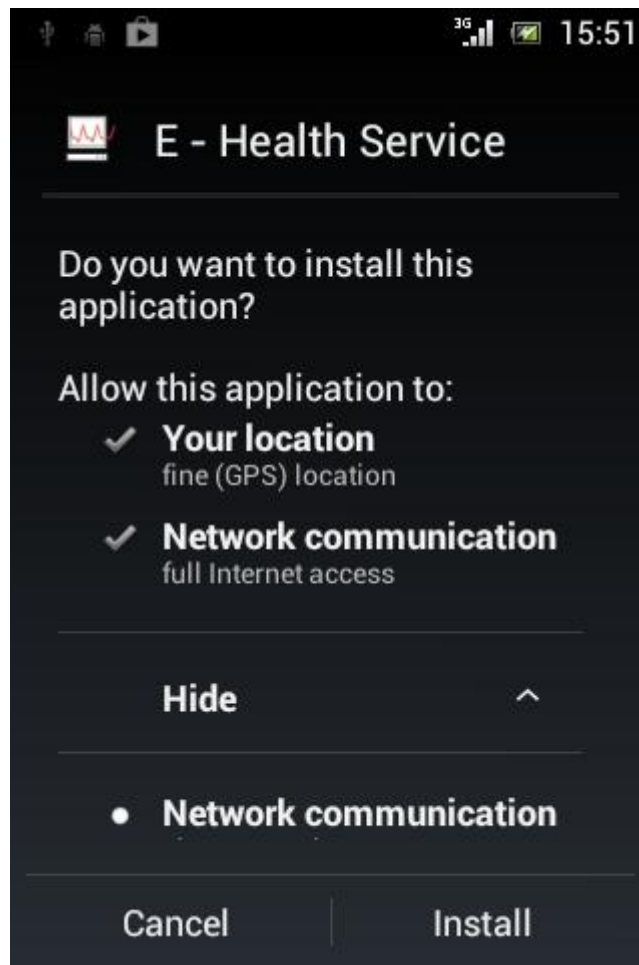 3G 15:51
E - Health Service
Do you want to install this
application?
Allow this application to:
Your location
fine (GPS) location
Network communication
full Internet access
Hide
Network communication
Cancel Install